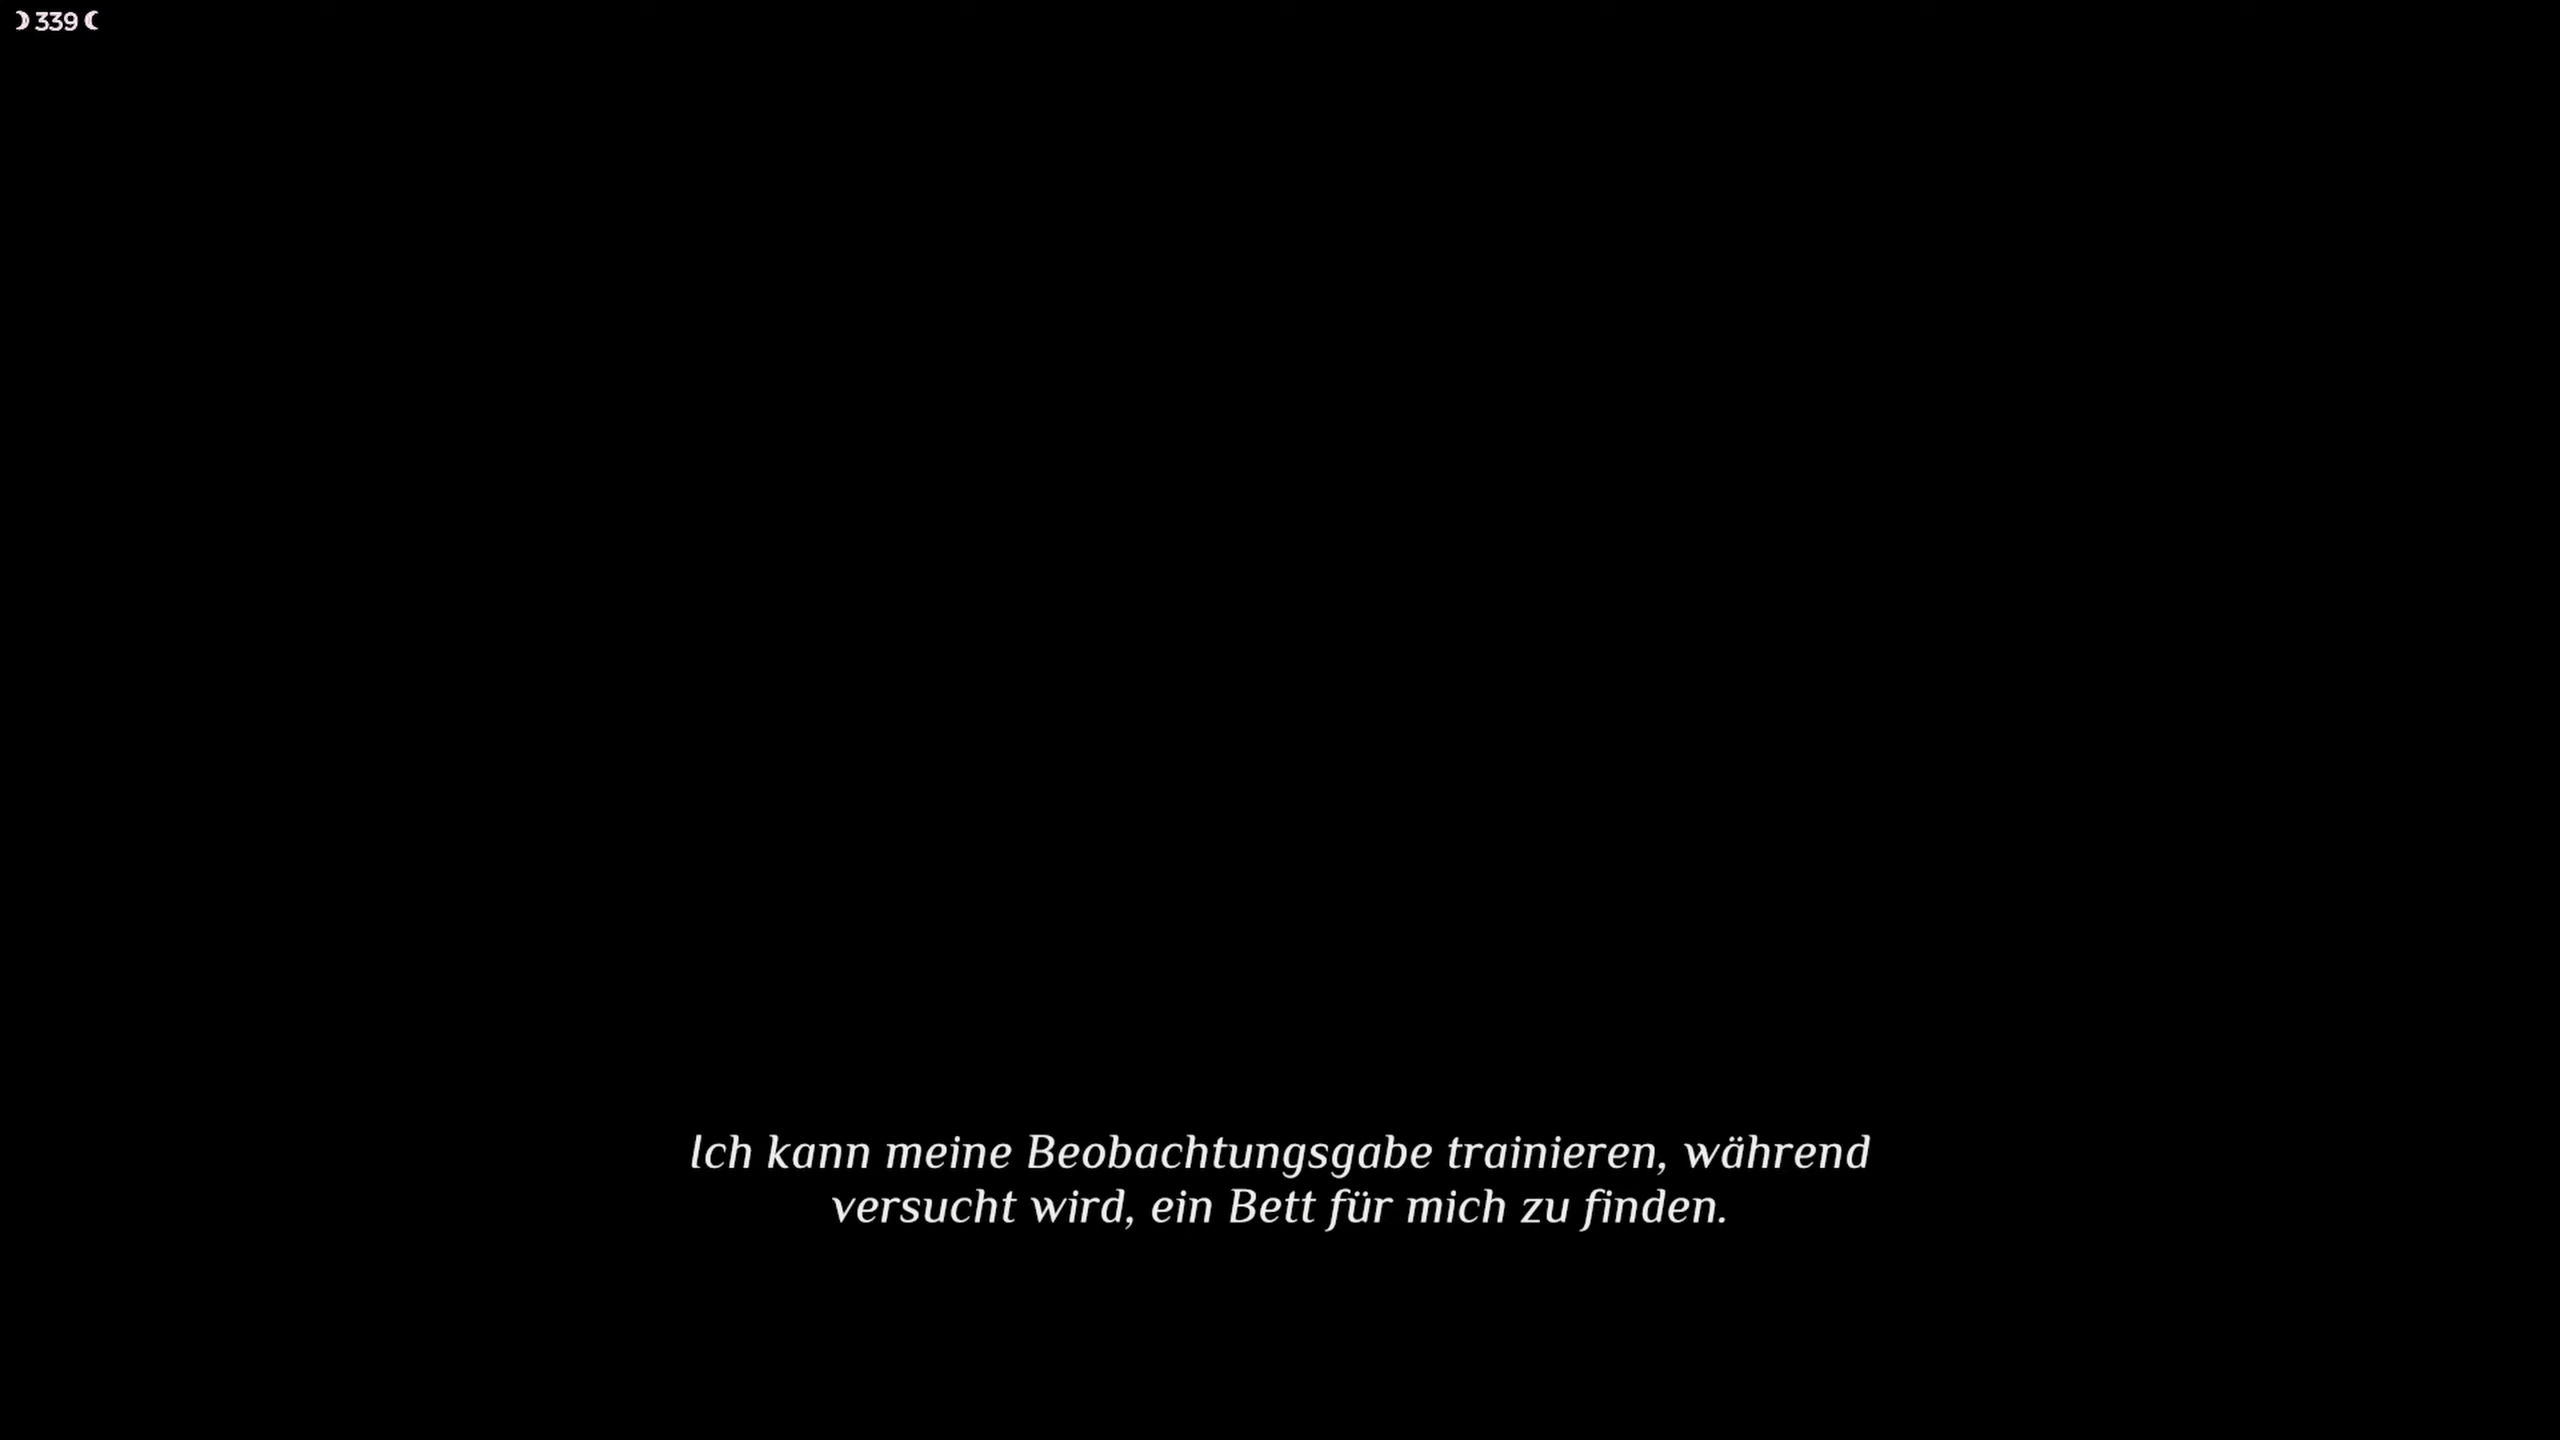 339
Ich kann meine Beobachtungsgabe trainieren, während
versucht wird, ein Bett für mich zu finden.